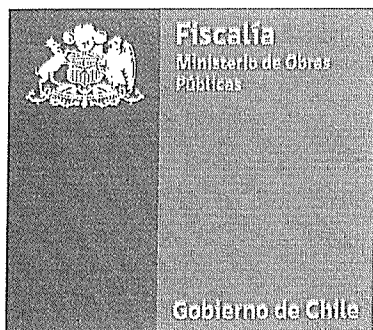 Fiscalía
Ministerio de Obras
Públicas
Gobierno de Chile